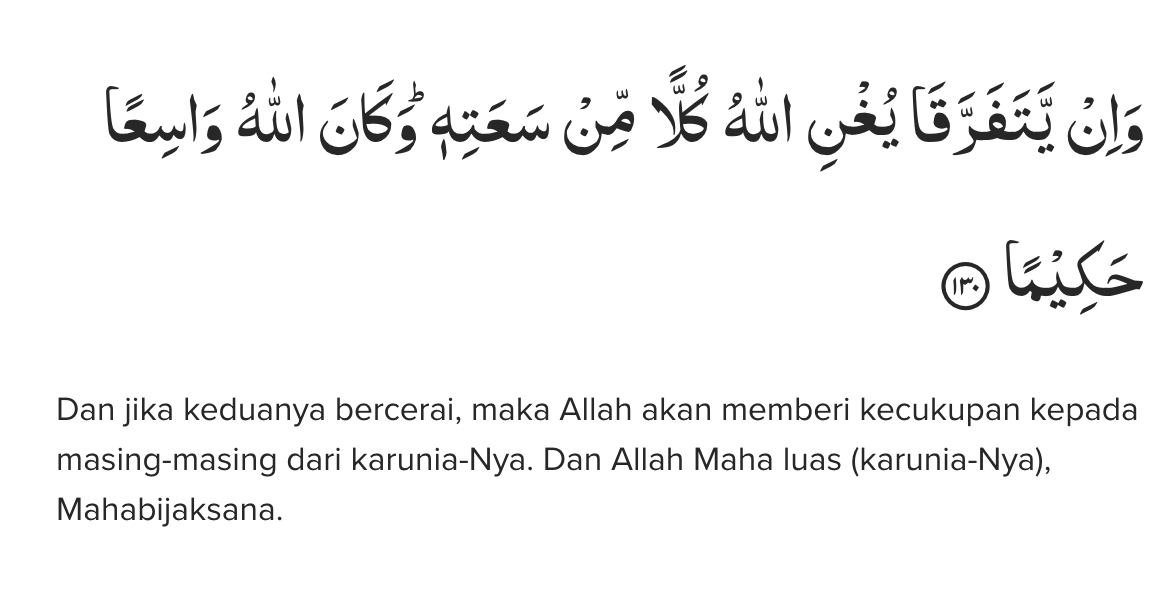 وَاِنْ يَّتَفَرَّقَا يُغْنِ اللّٰهُ كُلًّا مِّنْ سَعَتِهٖۗ وَكَانَ اللّٰهُ وَاسِعًا
حَكِيْمًا ١٣٠
Dan jika keduanya bercerai, maka Allah akan memberi kecukupan kepada
masing-masing dari karunia-Nya. Dan Allah Maha luas (karunia-Nya),
Mahabijaksana.